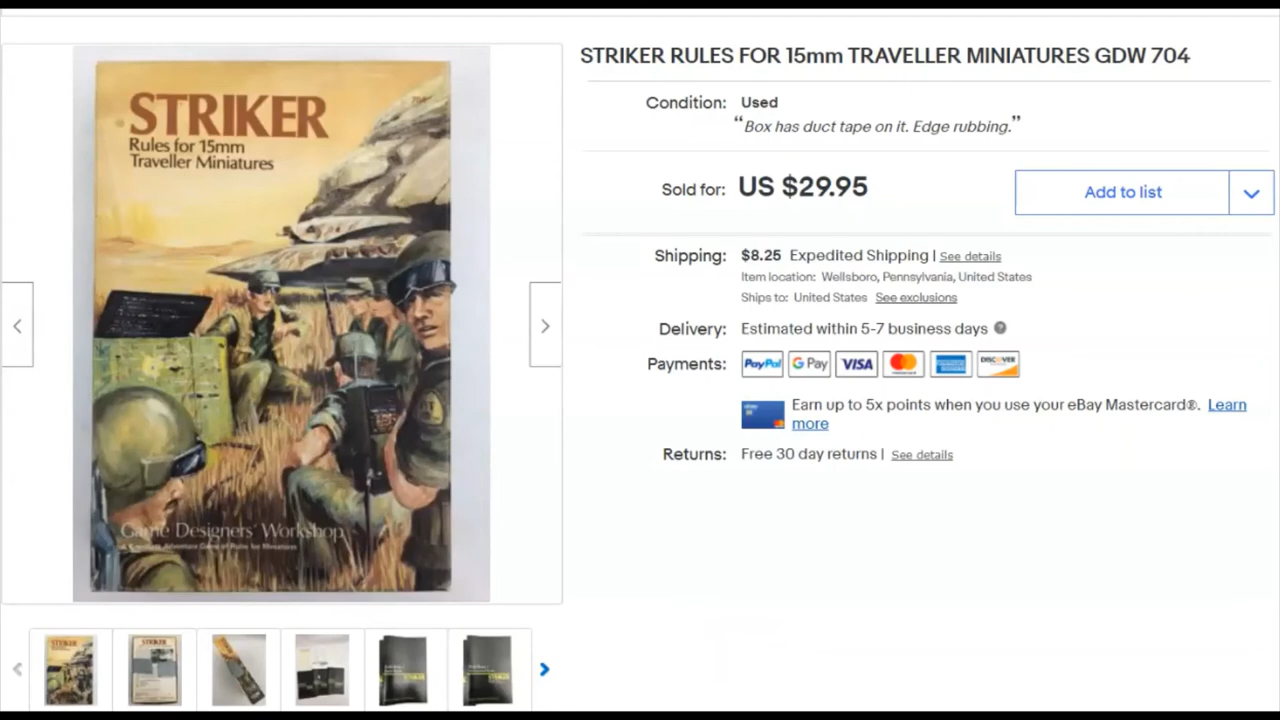 STRIKER
Rules for 15mm
Traveller Miniatures
Game Designers' Workshop
STRIKER RULES FOR 15mm TRAVELLER MINIATURES GDW 704
Condition: Used
“Box has duct tape on it. Edge rubbing.”
Sold for: US $29.95
Add to list
Shipping: $8.25 Expedited Shipping | See details
Item location: Wellsboro, Pennsylvania, United States
Ships to: United States See exclusions
Delivery: Estimated within 5-7 business days ?
Payments: PayPal G Pay VISA DISCOVER
Earn up to 5x points when you use your eBay Mastercard®. Learn
more
Returns: Free 30 day returns | See details
STRIKER STRIKER